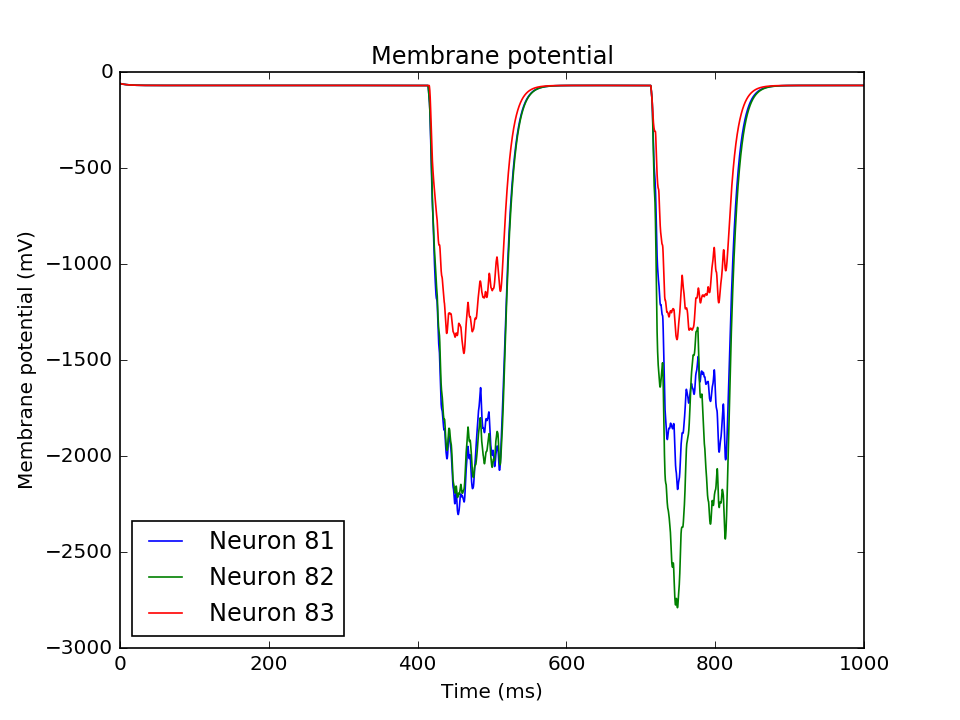 Membrane potential
0
−500
−1000
−1500
−2000
−2500
−3000
Membrane potential (mV)
Neuron 81
Neuron 82
Neuron 83
0 200 400 600 800 1000
Time (ms)